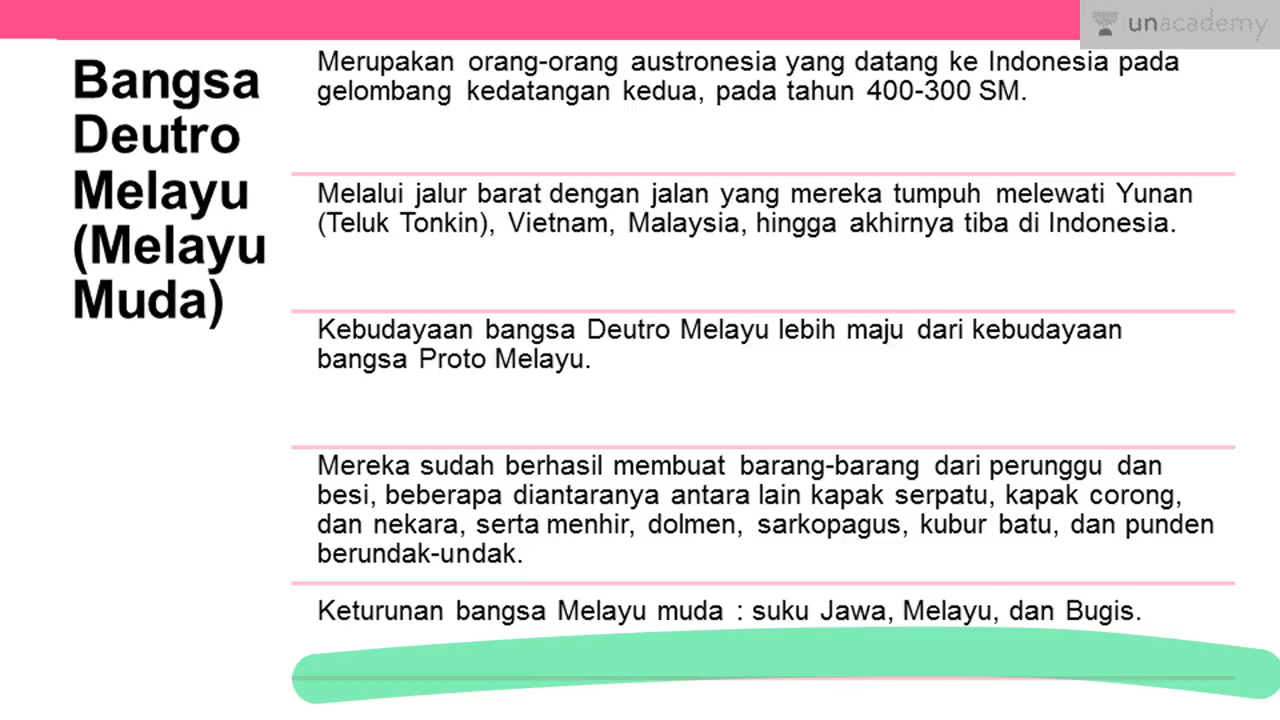 unacademy
Bangsa
Deutro
Melayu
(Melayu
Muda)
Merupakan orang-orang austronesia yang datang ke Indonesia pada
gelombang kedatangan kedua, pada tahun 400-300 SM.
Melalui jalur barat dengan jalan yang mereka tumpuh melewati Yunan
(Teluk Tonkin), Vietnam, Malaysia, hingga akhirnya tiba di Indonesia.
Kebudayaan bangsa Deutro Melayu lebih maju dari kebudayaan
bangsa Proto Melayu.
Mereka sudah berhasil membuat barang-barang dari perunggu dan
besi, beberapa diantaranya antara lain kapak serpatu, kapak corong,
dan nekara, serta menhir, dolmen, sarkopagus, kubur batu, dan punden
berundak-undak.
Keturunan bangsa Melayu muda : suku Jawa, Melayu, dan Bugis.